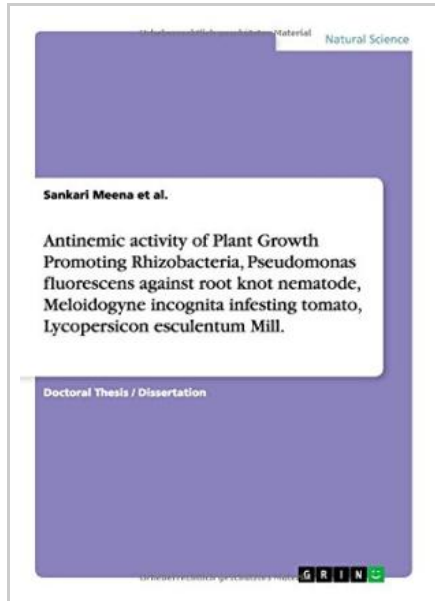 Material
Natural Science
Sankari Meena et al.
Antinemic activity of Plant Growth
Promoting Rhizobacteria, Pseudomonas
fluorescens against root knot nematode,
Meloidogyne incognita infesting tomato,
Lycopersicon esculentum Mill.
Doctoral Thesis / Dissertation
GRIN